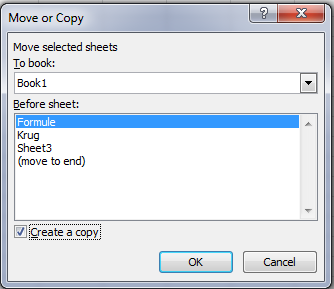 Move or Copy
Move selected sheets
To book:
Book1
Before sheet:
Formule
Krug
Sheet3
(move to end)
Create a copy
OK
Cancel